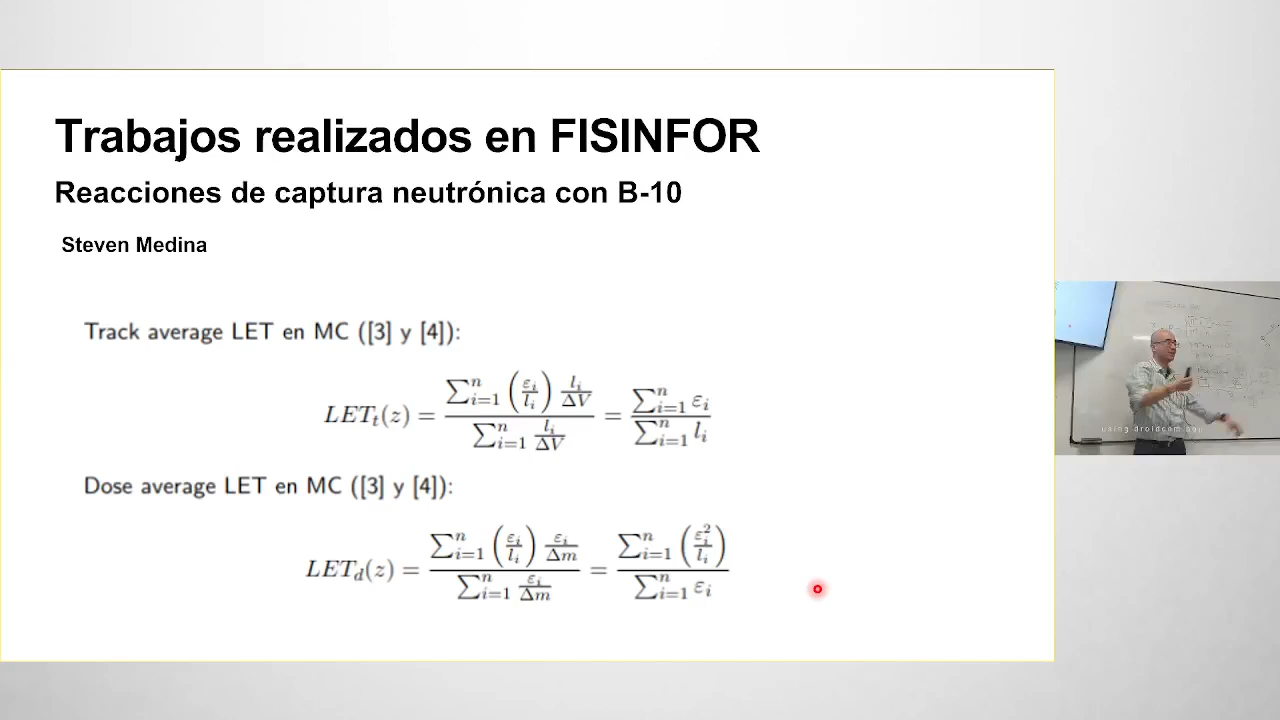 Trabajos realizados en FISINFOR
Reacciones de captura neutrónica con B-10
Steven Medina
Track average LET en MC ([3] y [4]):
LET_t(z) = \frac{\sum_{i=1}^{n} \left(\frac{\varepsilon_i}{l_i}\right) \frac{l_i}{\Delta V}}{\sum_{i=1}^{n} \frac{l_i}{\Delta V}} = \frac{\sum_{i=1}^{n} \varepsilon_i}{\sum_{i=1}^{n} l_i}
Dose average LET en MC ([3] y [4]):
LET_d(z) = \frac{\sum_{i=1}^{n} \left(\frac{\varepsilon_i}{l_i}\right) \frac{\varepsilon_i}{\Delta m}}{\sum_{i=1}^{n} \frac{\varepsilon_i}{\Delta m}} = \frac{\sum_{i=1}^{n} \left(\frac{\varepsilon_i^2}{l_i}\right)}{\sum_{i=1}^{n} \varepsilon_i}
using droidcam app